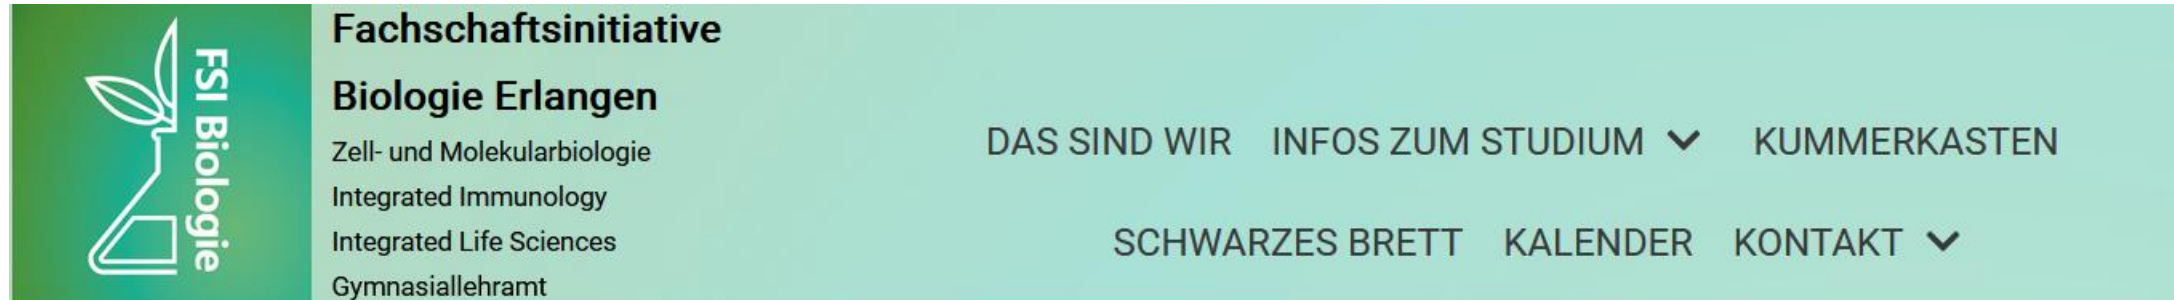 FSI Biologie
Fachschaftsinitiative
Biologie Erlangen
Zell- und Molekularbiologie
Integrated Immunology
Integrated Life Sciences
Gymnasiallehramt
DAS SIND WIR INFOS ZUM STUDIUM KUMMERKASTEN
SCHWARZES BRETT KALENDER KONTAKT